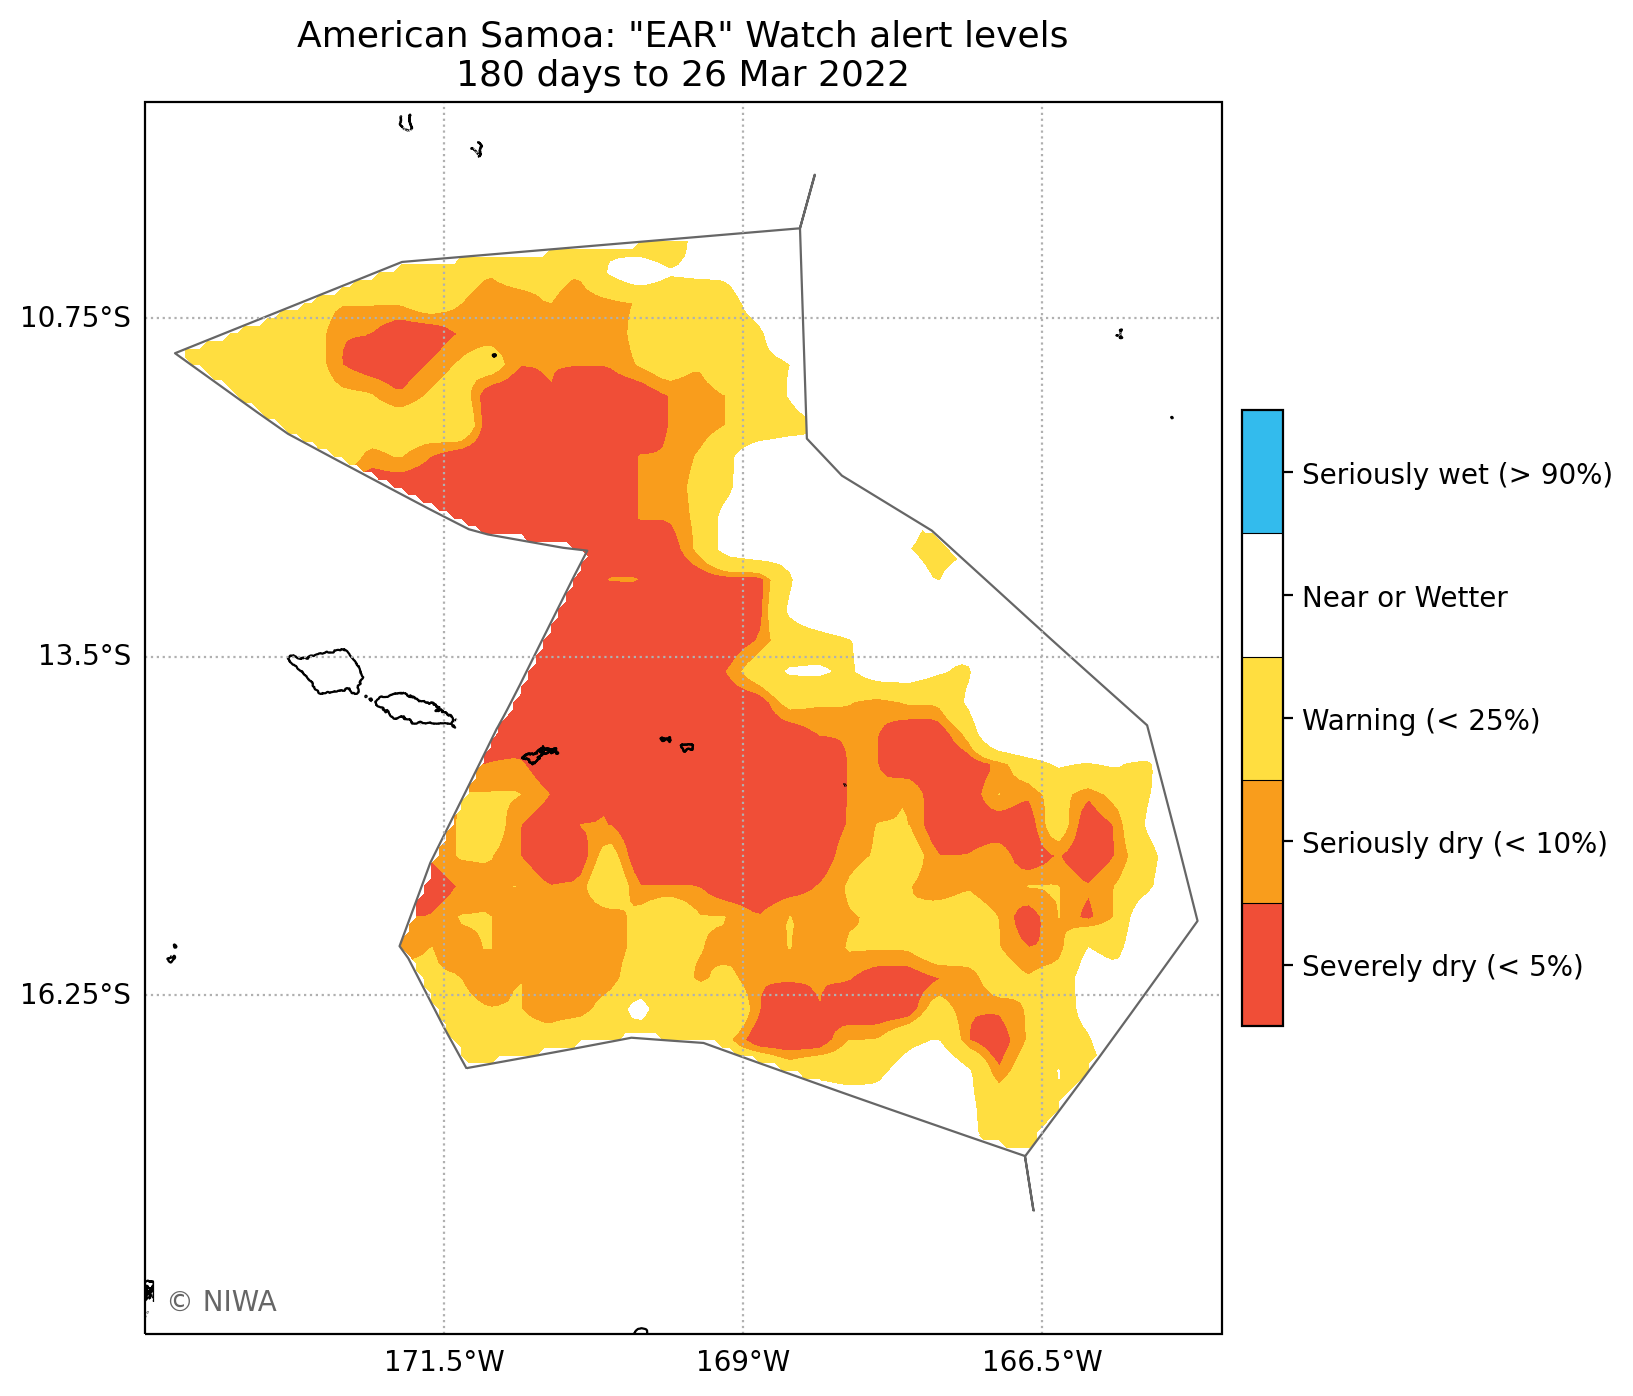 American Samoa: "EAR" Watch alert levels
180 days to 26 Mar 2022
10.75°S
13.5°S
16.25°S
171.5°W
169°W
166.5°W
© NIWA
Seriously wet (> 90%)
Near or Wetter
Warning (< 25%)
Seriously dry (< 10%)
Severely dry (< 5%)